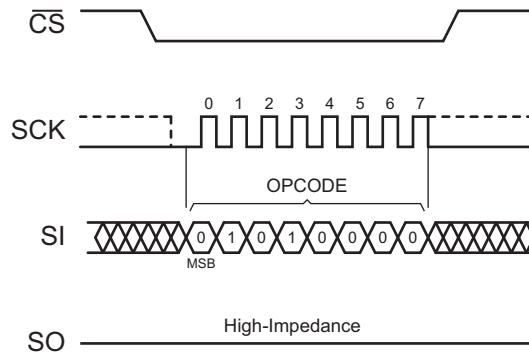 CS
0 1 2 3 4 5 6 7
SCK
OPCODE
SI 0 1 0 1 0 0 0 0
MSB
High-Impedance
SO